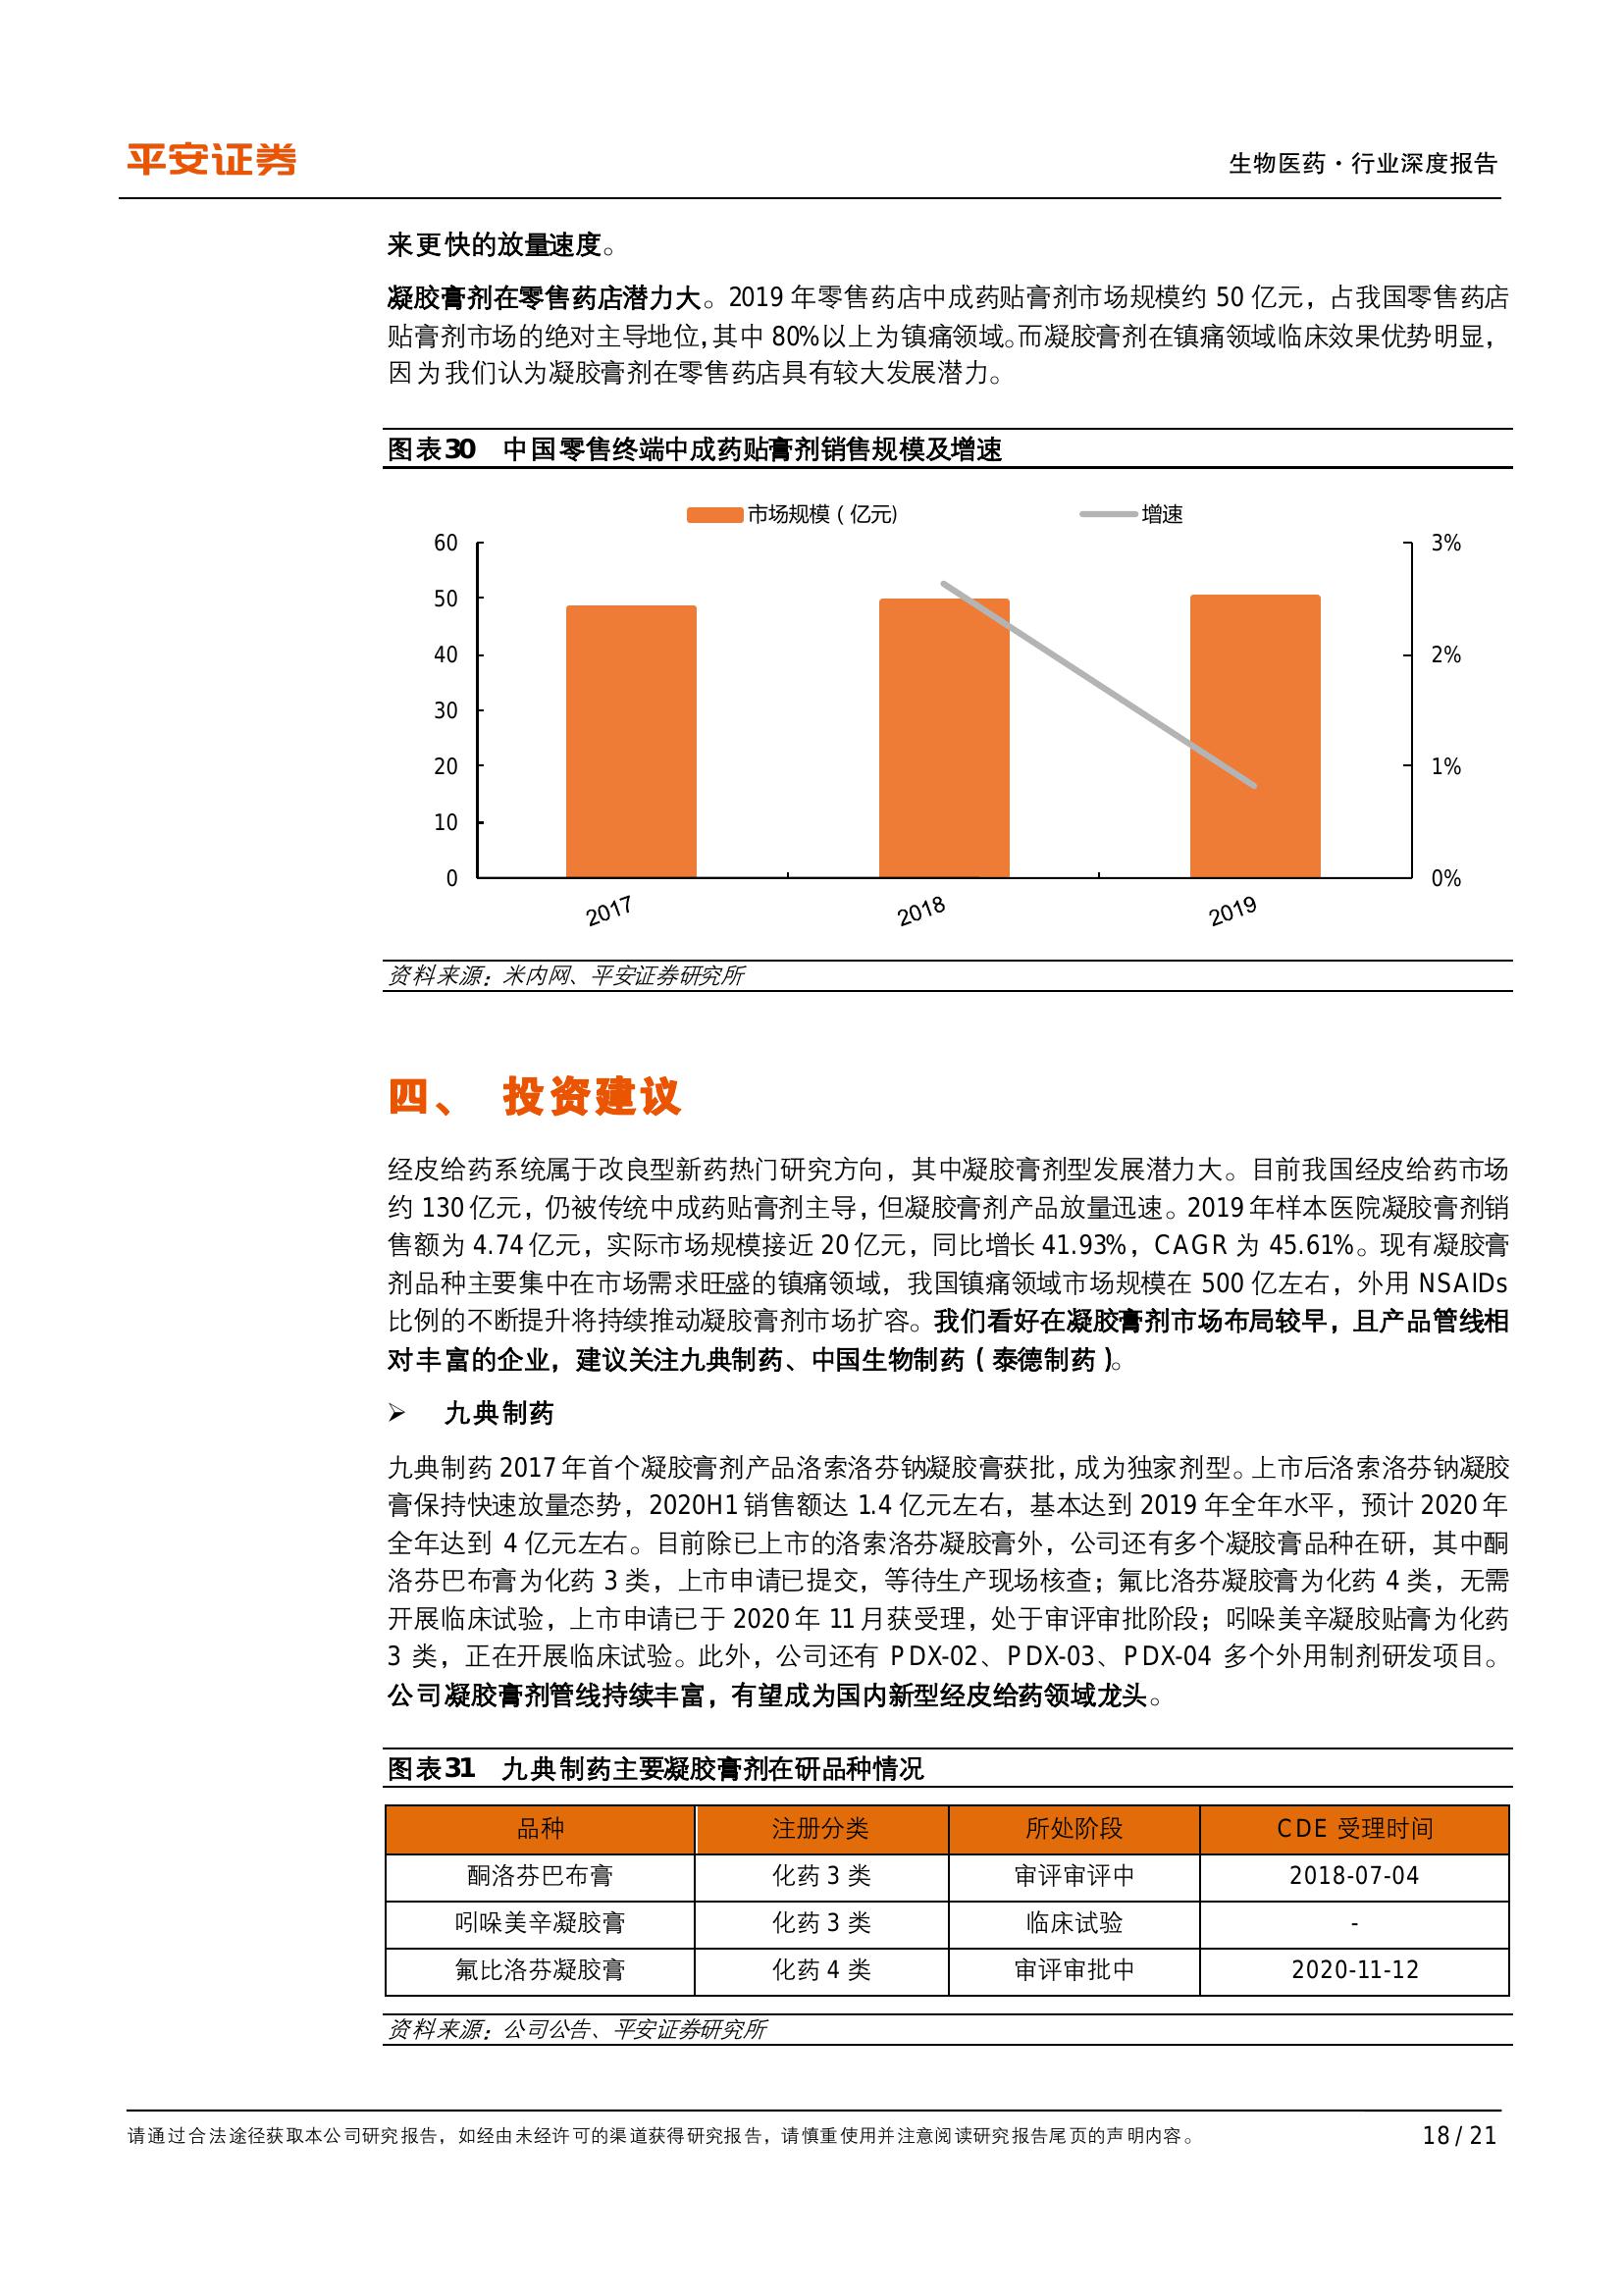 平安证券
生物医药·行业深度报告
来更快的放量速度。
凝胶膏剂在零售药店潜力大。2019 年零售药店中成药贴膏剂市场规模约 50 亿元，占我国零售药店
贴膏剂市场的绝对主导地位，其中 80%以上为镇痛领域。而凝胶膏剂在镇痛领域临床效果优势明显，
因为我们认为凝胶膏剂在零售药店具有较大发展潜力。
图表30 中国零售终端中成药贴膏剂销售规模及增速
市场规模（亿元） 增速
60 3%
50
40 2%
30
20 1%
10
0 0%
2017 2018 2019
资料来源：米内网、平安证券研究所
四、 投资建议
经皮给药系统属于改良型新药热门研究方向，其中凝胶膏剂型发展潜力大。目前我国经皮给药市场
约 130 亿元，仍被传统中成药贴膏剂主导，但凝胶膏剂产品放量迅速。2019 年样本医院凝胶膏剂销
售额为 4.74 亿元，实际市场规模接近 20 亿元，同比增长 41.93%，CAGR 为 45.61%。现有凝胶膏
剂品种主要集中在市场需求旺盛的镇痛领域，我国镇痛领域市场规模在 500 亿左右，外用 NSAIDs
比例的不断提升将持续推动凝胶膏剂市场扩容。我们看好在凝胶膏剂市场布局较早，且产品管线相
对丰富的企业，建议关注九典制药、中国生物制药（泰德制药）。
➢ 九典制药
九典制药 2017 年首个凝胶膏剂产品洛索洛芬钠凝胶膏获批，成为独家剂型。上市后洛索洛芬钠凝胶
膏保持快速放量态势，2020H1 销售额达 1.4 亿元左右，基本达到 2019 年全年水平，预计 2020 年
全年达到 4 亿元左右。目前除已上市的洛索洛芬凝胶膏外，公司还有多个凝胶膏品种在研，其中酮
洛芬巴布膏为化药 3 类，上市申请已提交，等待生产现场核查；氟比洛芬凝胶膏为化药 4 类，无需
开展临床试验，上市申请已于 2020 年 11 月获受理，处于审评审批阶段；吲哚美辛凝胶贴膏为化药
3 类，正在开展临床试验。此外，公司还有 PDX-02、PDX-03、PDX-04 多个外用制剂研发项目。
公司凝胶膏剂管线持续丰富，有望成为国内新型经皮给药领域龙头。
图表31 九典制药主要凝胶膏剂在研品种情况
品种 注册分类 所处阶段 CDE 受理时间
酮洛芬巴布膏 化药 3 类 审评审评中 2018-07-04
吲哚美辛凝胶膏 化药 3 类 临床试验 -
氟比洛芬凝胶膏 化药 4 类 审评审批中 2020-11-12
资料来源：公司公告、平安证券研究所
请通过合法途径获取本公司研究报告，如经由未经许可的渠道获得研究报告，请慎重使用并注意阅读研究报告尾页的声明内容。
18 / 21